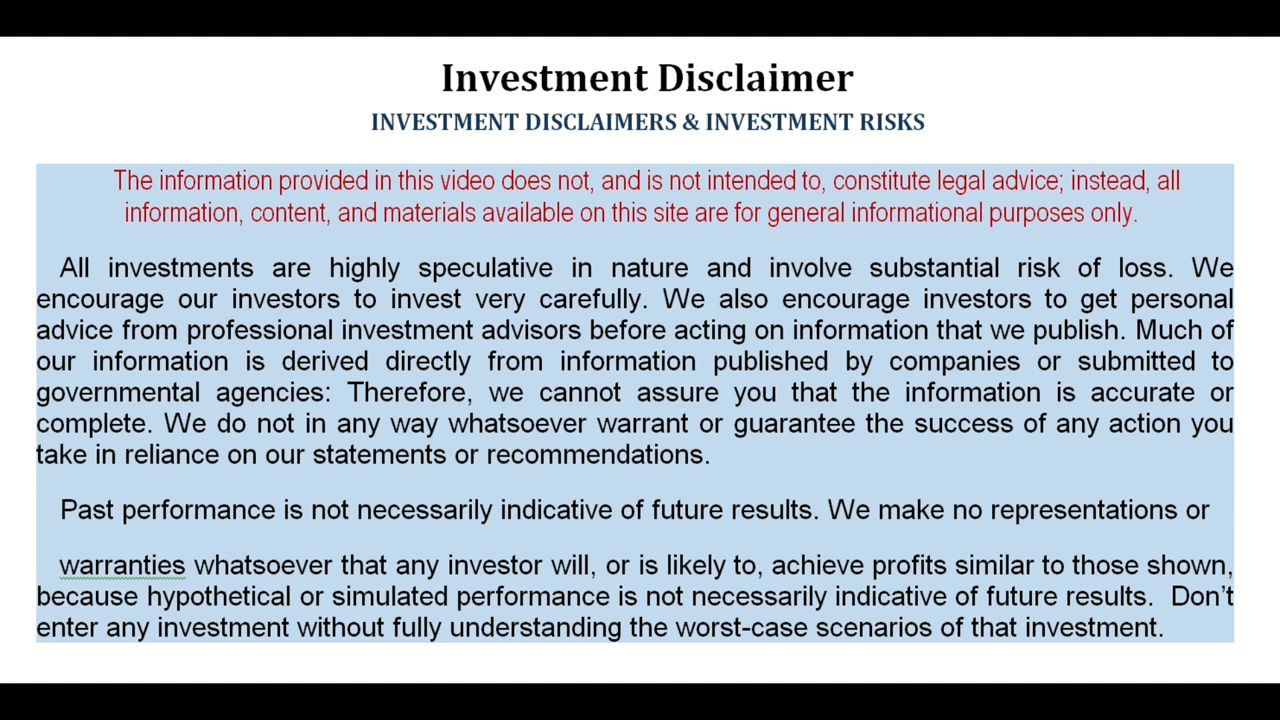 Investment Disclaimer
INVESTMENT DISCLAIMERS & INVESTMENT RISKS
The information provided in this video does not, and is not intended to, constitute legal advice; instead, all
information, content, and materials available on this site are for general informational purposes only.
All investments are highly speculative in nature and involve substantial risk of loss. We
encourage our investors to invest very carefully. We also encourage investors to get personal
advice from professional investment advisors before acting on information that we publish. Much of
our information is derived directly from information published by companies or submitted to
governmental agencies: Therefore, we cannot assure you that the information is accurate or
complete. We do not in any way whatsoever warrant or guarantee the success of any action you
take in reliance on our statements or recommendations.
Past performance is not necessarily indicative of future results. We make no representations or
warranties whatsoever that any investor will, or is likely to, achieve profits similar to those shown,
because hypothetical or simulated performance is not necessarily indicative of future results.  Don’t
enter any investment without fully understanding the worst-case scenarios of that investment.